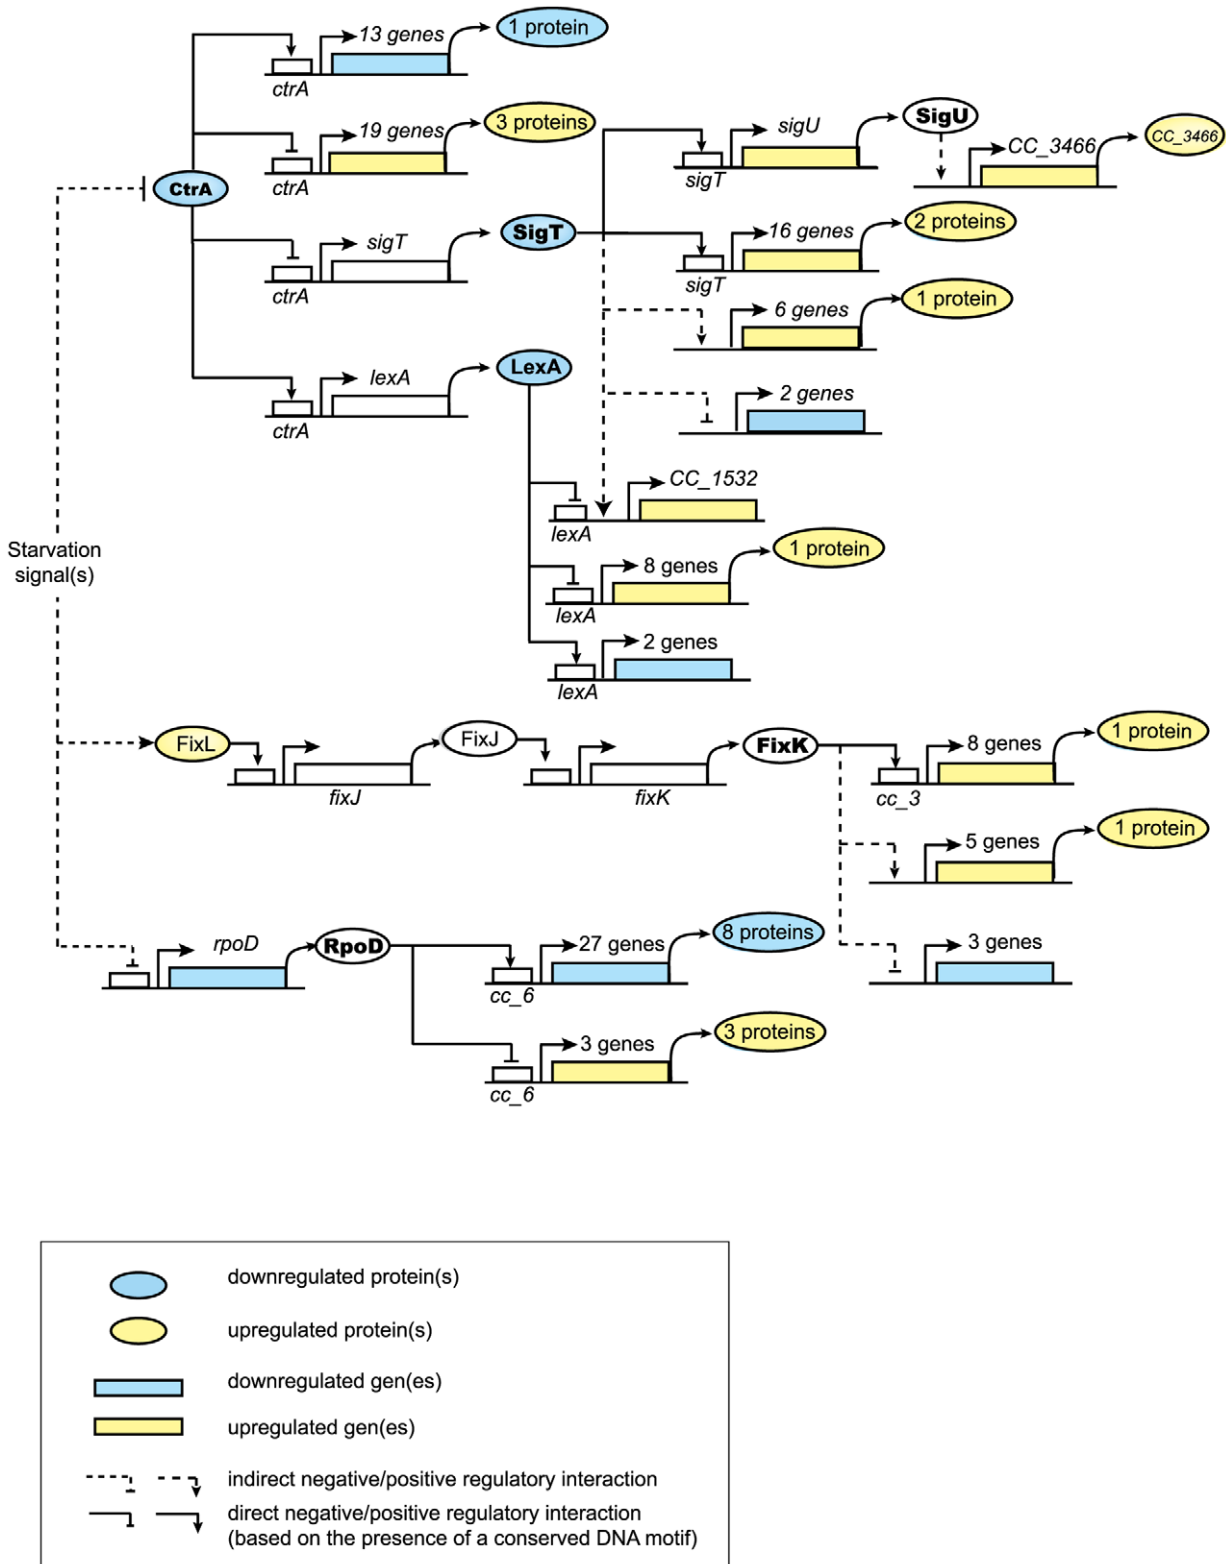 13 genes
1 protein
ctrA
19 genes
3 proteins
ctrA
CtrA
sigT
SigT
ctrA
lexA
LexA
ctrA
sigU
SigU
sigT
CC_3466
CC_3466
16 genes
2 proteins
sigT
6 genes
1 protein
2 genes
CC_1532
lexA
8 genes
1 protein
lexA
2 genes
lexA
Starvation
signal(s)
FixL
fixJ
FixJ
fixK
FixK
8 genes
1 protein
cc_3
5 genes
1 protein
3 genes
rpoD
RpoD
27 genes
8 proteins
cc_6
3 genes
3 proteins
cc_6
downregulated protein(s)
upregulated protein(s)
downregulated gen(es)
upregulated gen(es)
indirect negative/positive regulatory interaction
direct negative/positive regulatory interaction
(based on the presence of a conserved DNA motif)